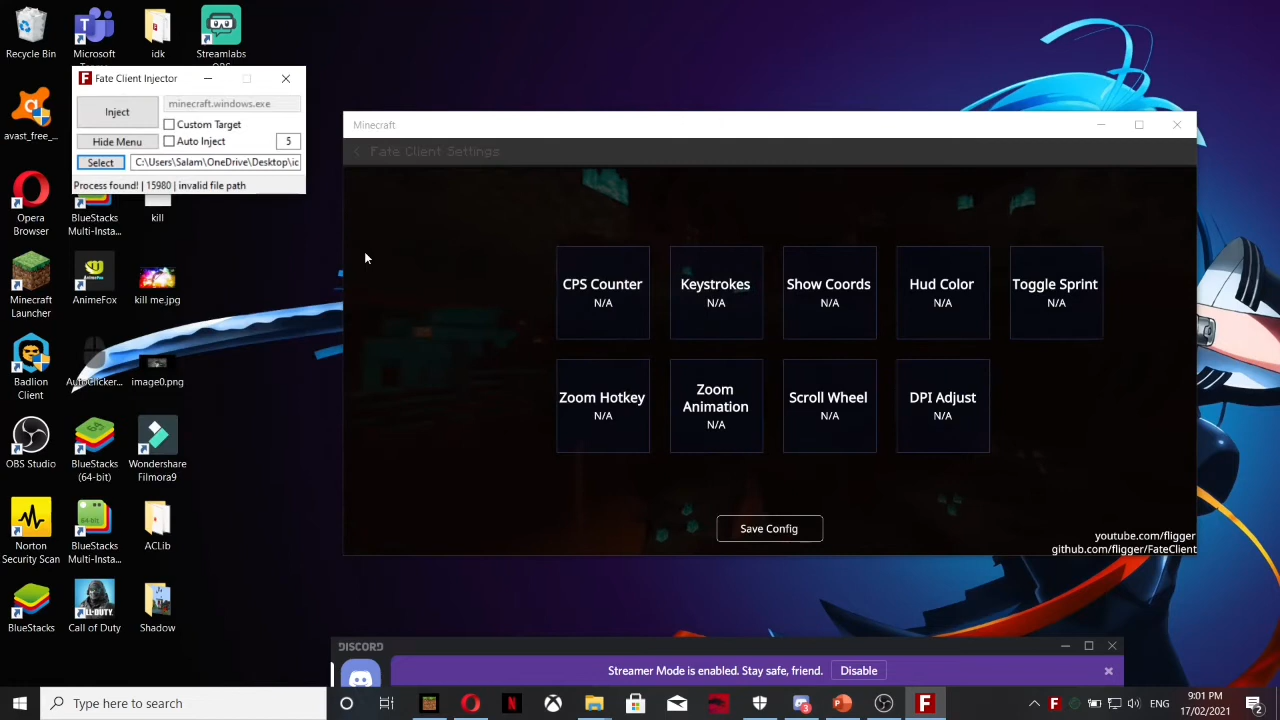 Recycle Bin
Microsoft
idk
Streamlabs
OBS
avast_free_...
Opera
Browser
BlueStacks
Multi-Insta...
kill
Minecraft
Launcher
AnimeFox
kill me.jpg
Badlion
Client
AutoClicker...
image0.png
OBS Studio
BlueStacks
(64-bit)
Wondershare
Filmora9
Norton
Security Scan
BlueStacks
Multi-Insta...
ACLib
BlueStacks
Call of Duty
Shadow
Fate Client Injector
Inject
minecraft.windows.exe
Custom Target
Hide Menu
Auto Inject
5
Select
C:\Users\Salam\OneDrive\Desktop\ic
Process found! | 15980 | invalid file path
Minecraft
Fate Client Settings
CPS Counter
N/A
Keystrokes
N/A
Show Coords
N/A
Hud Color
N/A
Toggle Sprint
N/A
Zoom Hotkey
N/A
Zoom
Animation
N/A
Scroll Wheel
N/A
DPI Adjust
N/A
Save Config
youtube.com/fligger
github.com/fligger/FateClient
DISCORD
Streamer Mode is enabled. Stay safe, friend.
Disable
Type here to search
ENG
9:01 PM
17/02/2021